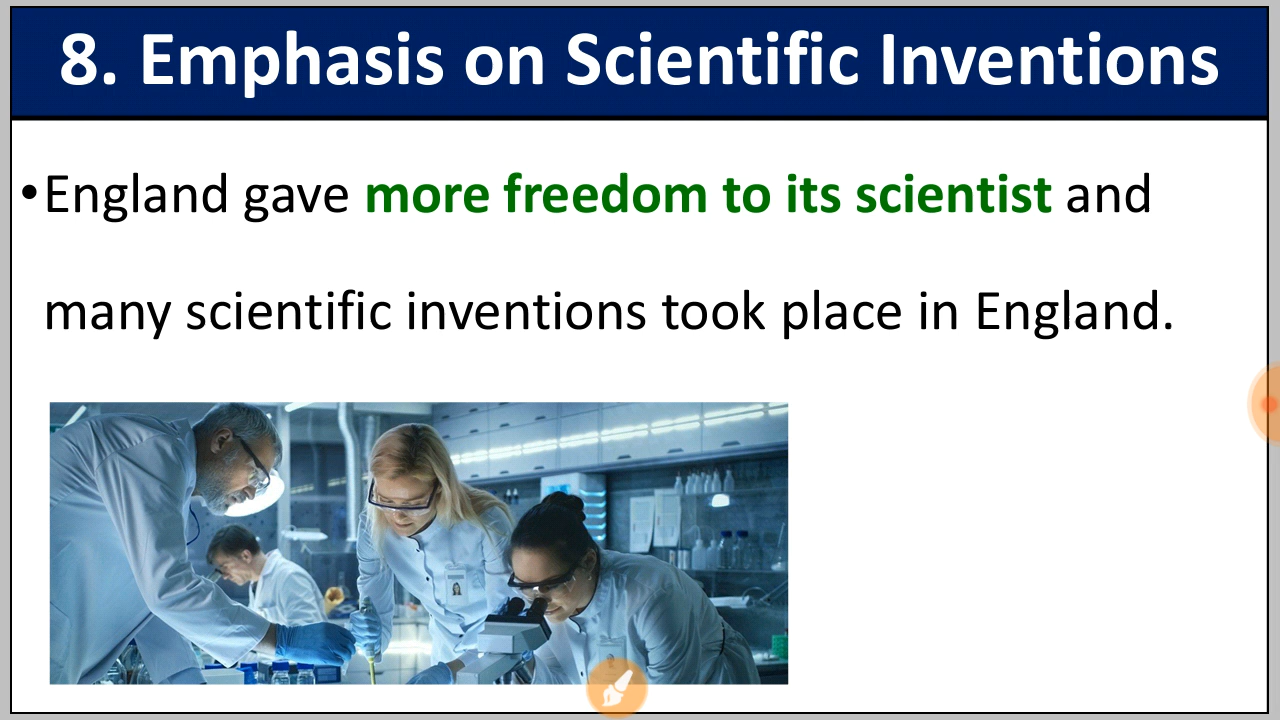 8. Emphasis on Scientific Inventions
•England gave more freedom to its scientist and
many scientific inventions took place in England.